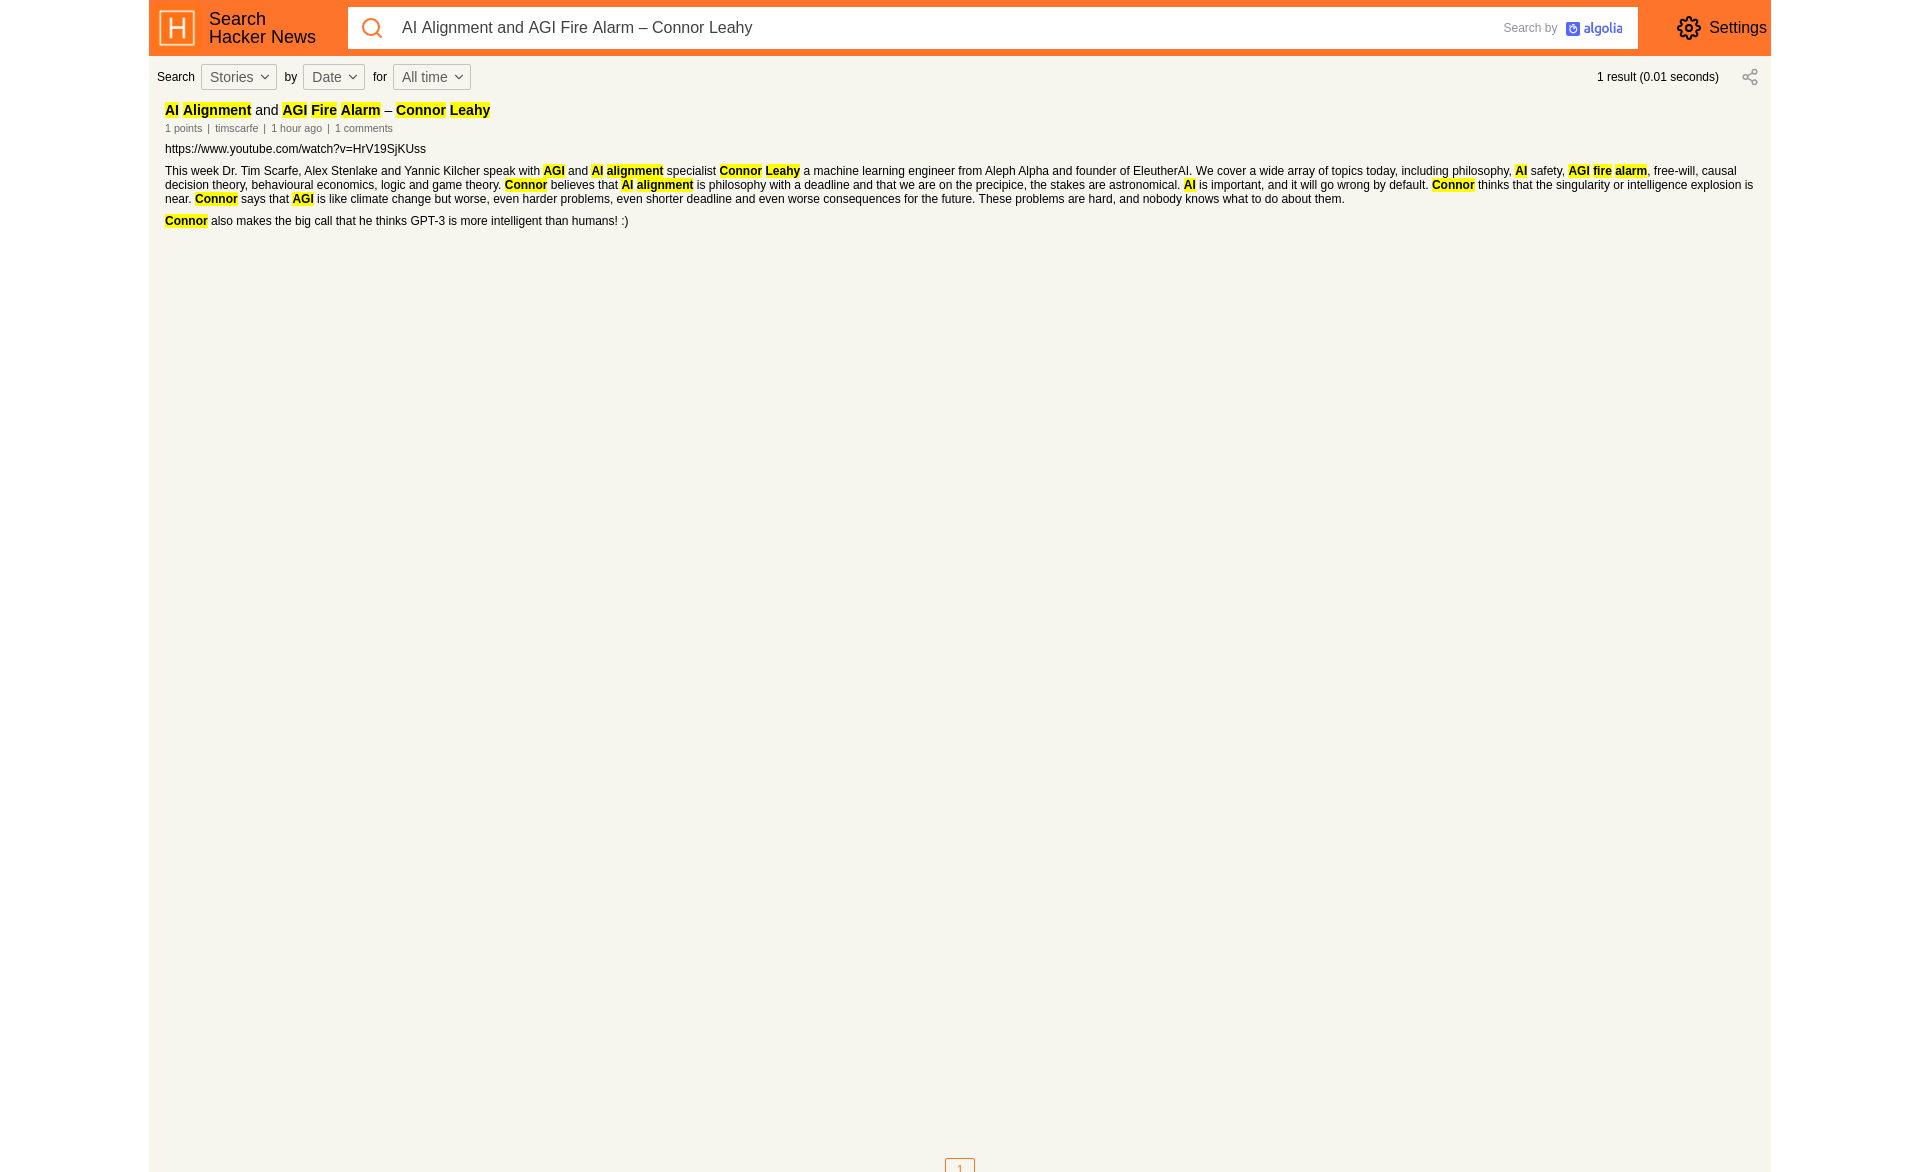 Search
Hacker News
AI Alignment and AGI Fire Alarm – Connor Leahy
Search by algolia
Settings
Search Stories by Date for All time
1 result (0.01 seconds)
AI Alignment and AGI Fire Alarm – Connor Leahy
1 points | timscarfe | 1 hour ago | 1 comments
https://www.youtube.com/watch?v=HrV19SjKUss
This week Dr. Tim Scarfe, Alex Stenlake and Yannic Kilcher speak with AGI and AI alignment specialist Connor Leahy a machine learning engineer from Aleph Alpha and founder of EleutherAI. We cover a wide array of topics today, including philosophy, AI safety, AGI fire alarm, free-will, causal
decision theory, behavioural economics, logic and game theory. Connor believes that AI alignment is philosophy with a deadline and that we are on the precipice, the stakes are astronomical. AI is important, and it will go wrong by default. Connor thinks that the singularity or intelligence explosion is
near. Connor says that AGI is like climate change but worse, even harder problems, even shorter deadline and even worse consequences for the future. These problems are hard, and nobody knows what to do about them.
Connor also makes the big call that he thinks GPT-3 is more intelligent than humans! :)
1